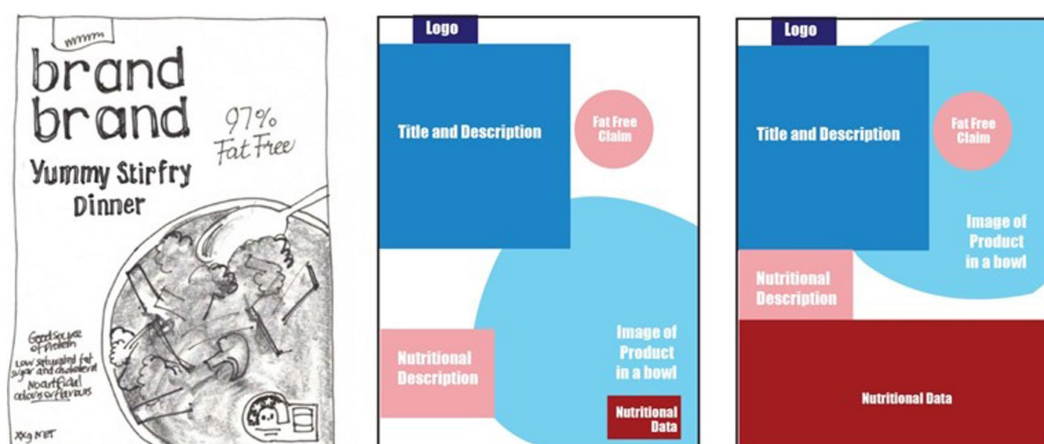 brand
brand
97%
Fat Free
Yummy Stirfry
Dinner
Good source
of Protein
Low saturated fat
sugar and cholesterol
No artificial
colours or flavours
XXg NET
Logo
Title and Description
Fat Free
Claim
Image of
Product
in a bowl
Nutritional
Description
Nutritional
Data
Logo
Title and Description
Fat Free
Claim
Image of
Product
in a bowl
Nutritional
Description
Nutritional Data